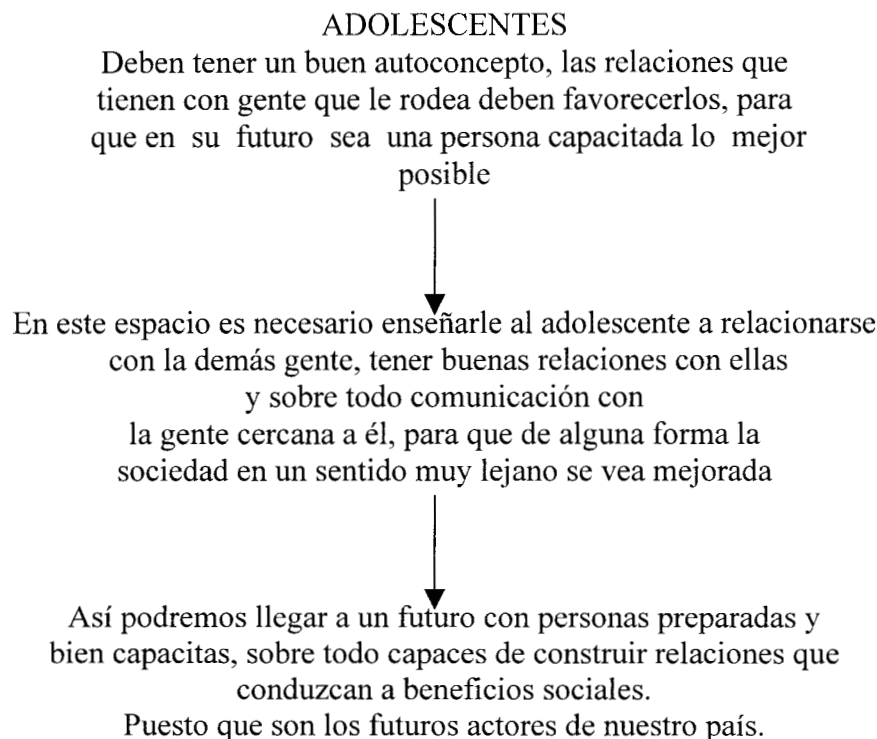 ADOLESCENTES
Deben tener un buen autoconcepto, las relaciones que
tienen con gente que le rodea deben favorecerlos, para
que en su futuro sea una persona capacitada lo mejor
posible
En este espacio es necesario enseñarle al adolescente a relacionarse
con la demás gente, tener buenas relaciones con ellas
y sobre todo comunicación con
la gente cercana a él, para que de alguna forma la
sociedad en un sentido muy lejano se vea mejorada
Así podremos llegar a un futuro con personas preparadas y
bien capacitas, sobre todo capaces de construir relaciones que
conduzcan a beneficios sociales.
Puesto que son los futuros actores de nuestro país.